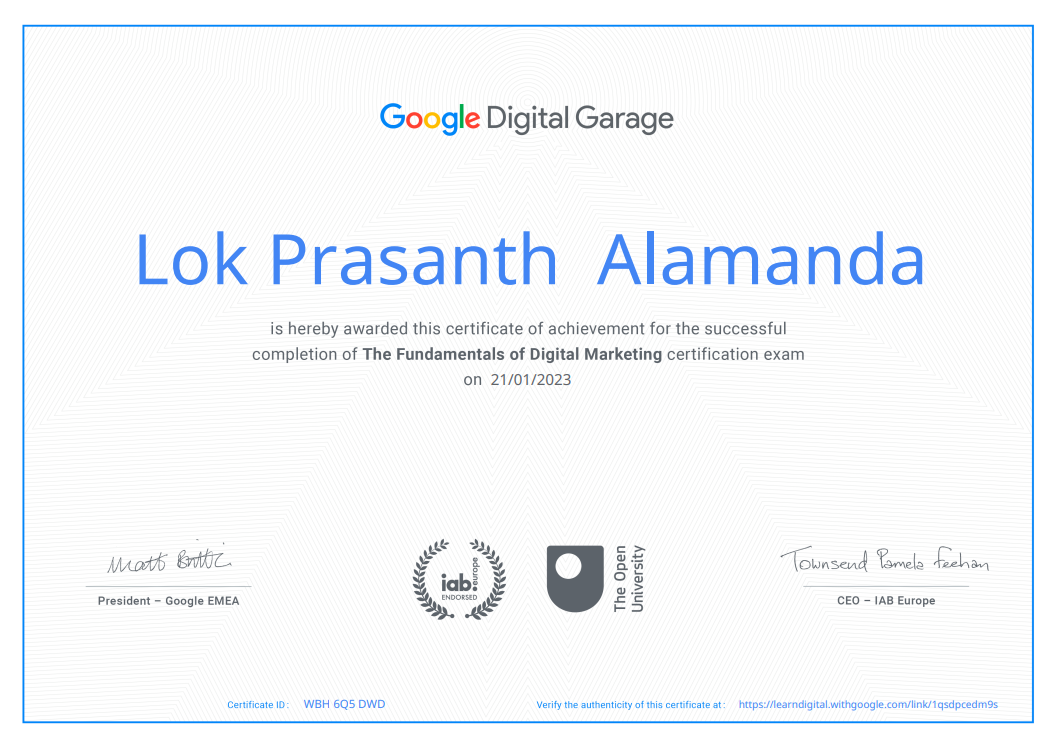 Google Digital Garage
Lok Prasanth Alamanda
is hereby awarded this certificate of achievement for the successful
completion of The Fundamentals of Digital Marketing certification exam
on 21/01/2023
Matt Brittin
Townsend Pamela Feehan
President – Google EMEA
iab.europe
ENDORSED
The Open
University
CEO – IAB Europe
Certificate ID: WBH 6Q5 DWD
Verify the authenticity of this certificate at: https://learndigital.withgoogle.com/link/1qsdpcedm9s